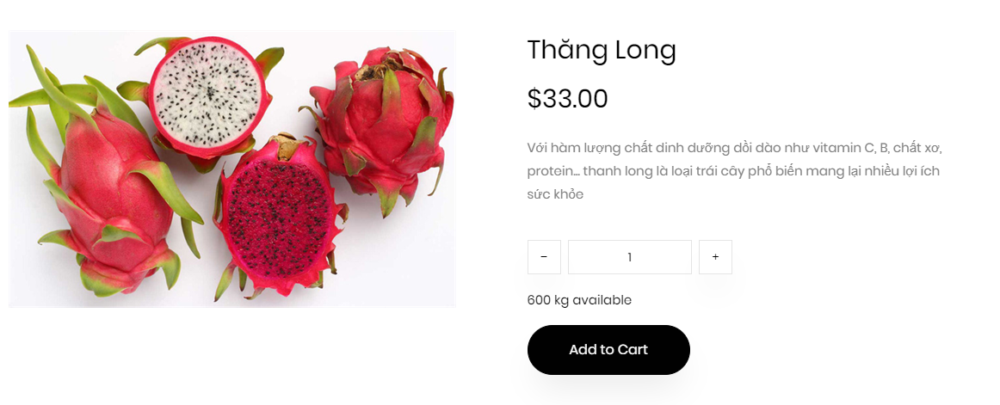 Thăng Long
$33.00
Với hàm lượng chất dinh dưỡng dồi dào như vitamin C, B, chất xơ,
protein... thanh long là loại trái cây phổ biến mang lại nhiều lợi ích
sức khỏe
−
1
+
600 kg available
Add to Cart